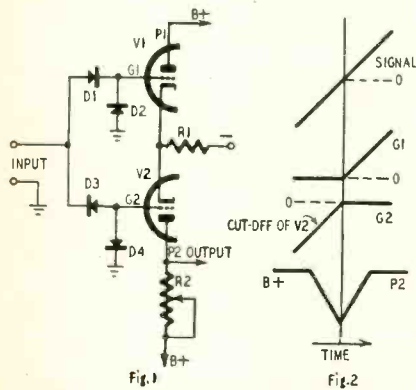 P1
B+
V1
G1
D1
D2
R1
−
INPUT
V2
D3
G2
D4
P2 OUTPUT
R2
B+
Fig.1
SIGNAL
0
G1
0
0
G2
CUT-OFF OF V2
B+
P2
TIME
Fig.2